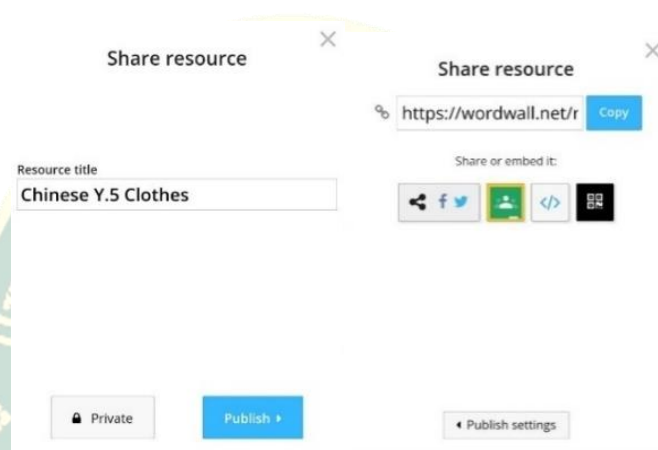 Share resource
Resource title
Chinese Y.5 Clothes
Private
Publish
Share resource
https://wordwall.net/r
Copy
Share or embed it:
Publish settings